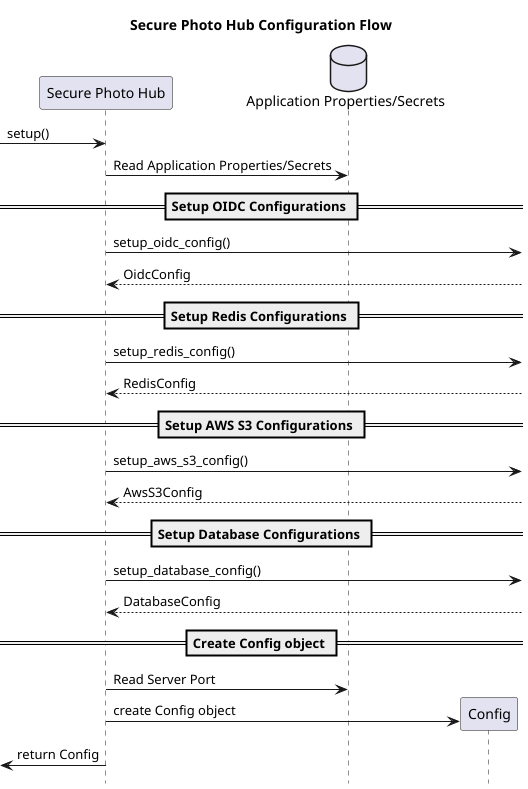 Secure Photo Hub Configuration Flow
Secure Photo Hub
Application Properties/Secrets
setup()
Read Application Properties/Secrets
Setup OIDC Configurations
setup_oidc_config()
OidcConfig
Setup Redis Configurations
setup_redis_config()
RedisConfig
Setup AWS S3 Configurations
setup_aws_s3_config()
AwsS3Config
Setup Database Configurations
setup_database_config()
DatabaseConfig
Create Config object
Read Server Port
create Config object
Config
return Config